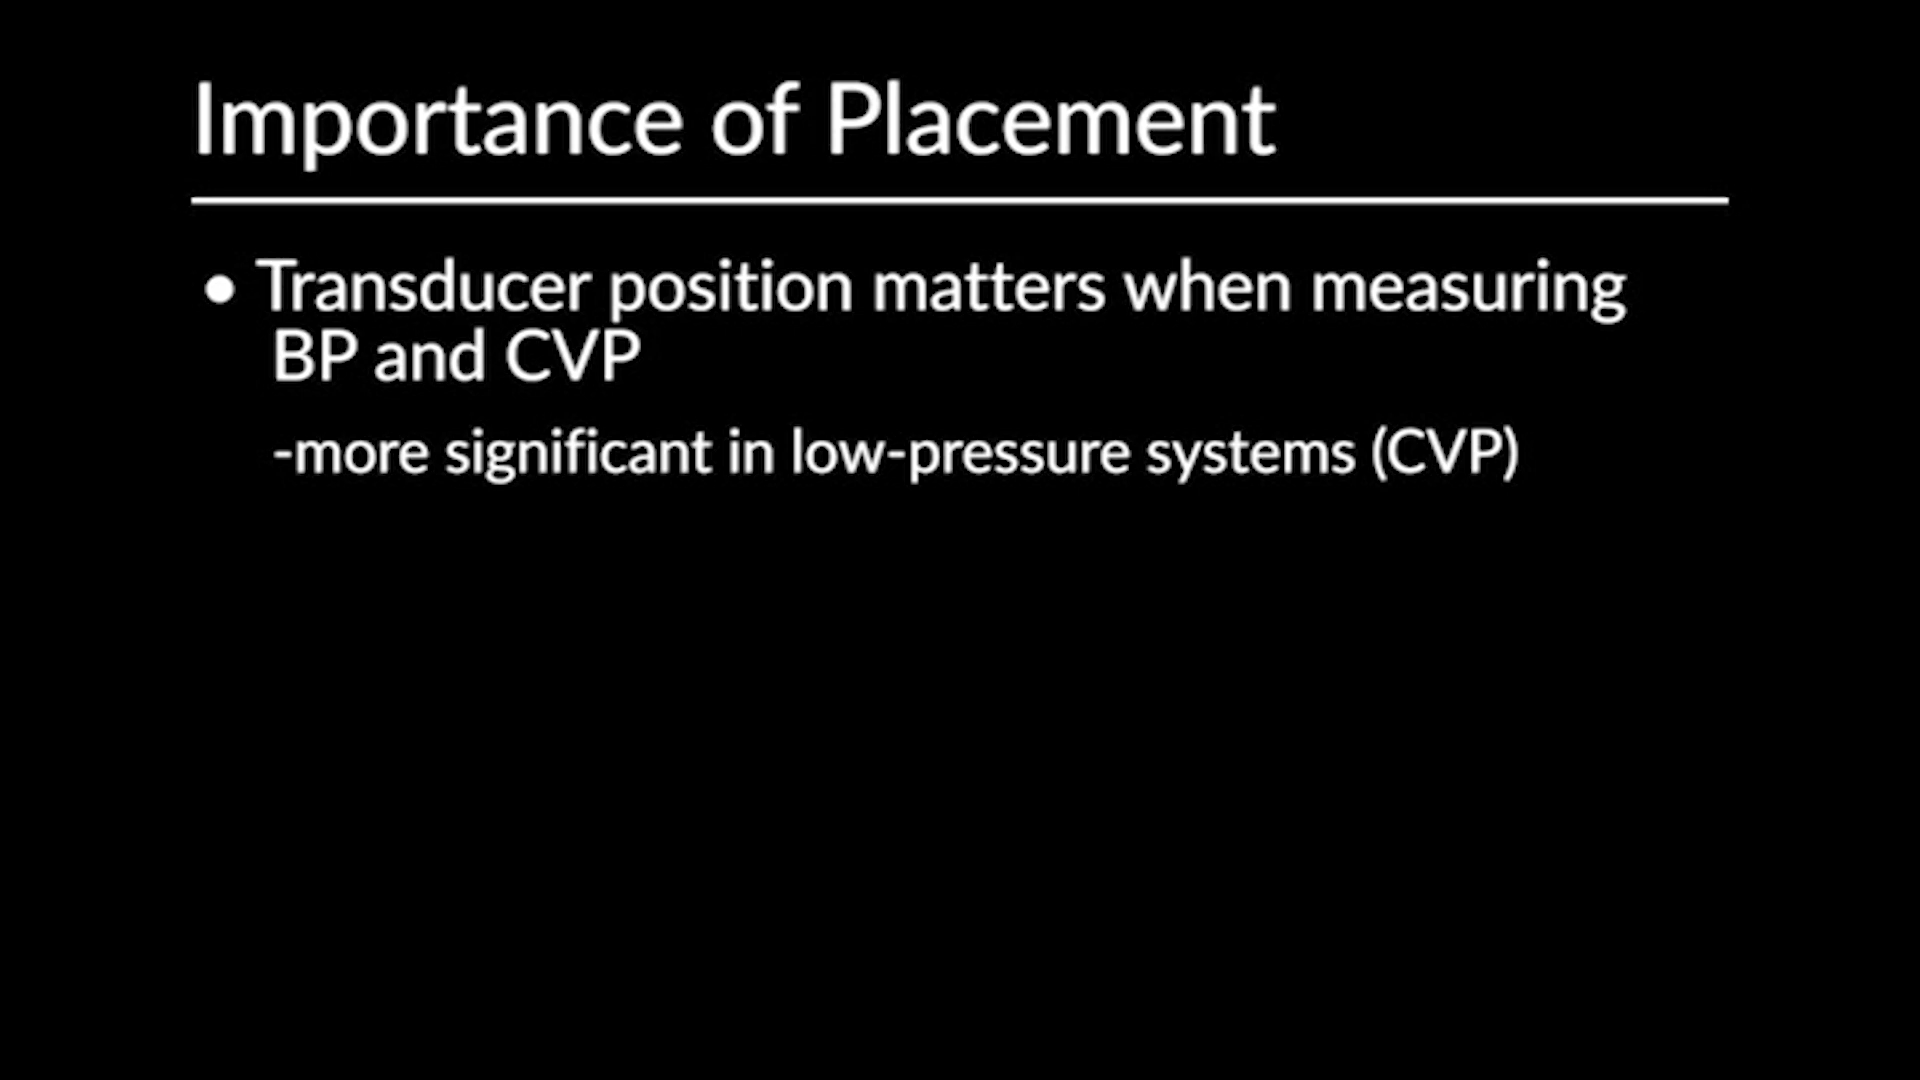 Importance of Placement
• Transducer position matters when measuring
BP and CVP
-more significant in low-pressure systems (CVP)